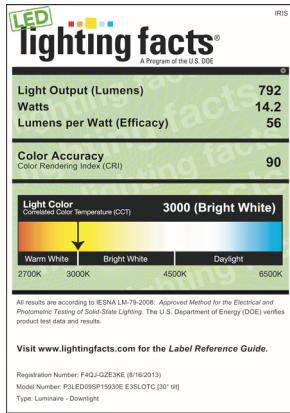 IRIS
LED
lighting facts®
A Program of the U.S. DOE
Light Output (Lumens) 792
Watts 14.2
Lumens per Watt (Efficacy) 56
Color Accuracy
Color Rendering Index (CRI) 90
Light Color
Correlated Color Temperature (CCT) 3000 (Bright White)
Warm White Bright White Daylight
2700K 3000K 4500K 6500K
All results are according to IESNA LM-79-2008: Approved Method for the Electrical and
Photometric Testing of Solid-State Lighting. The U.S. Department of Energy (DOE) verifies
product test data and results.
Visit www.lightingfacts.com for the Label Reference Guide.
Registration Number: F4QJ-GZE3KE (8/16/2013)
Model Number: P3LED09SP15930E E3SLOTC [30° tilt]
Type: Luminaire - Downlight